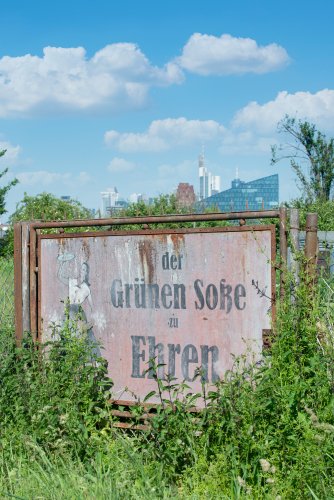 der
Grünen Soße
zu
Ehren